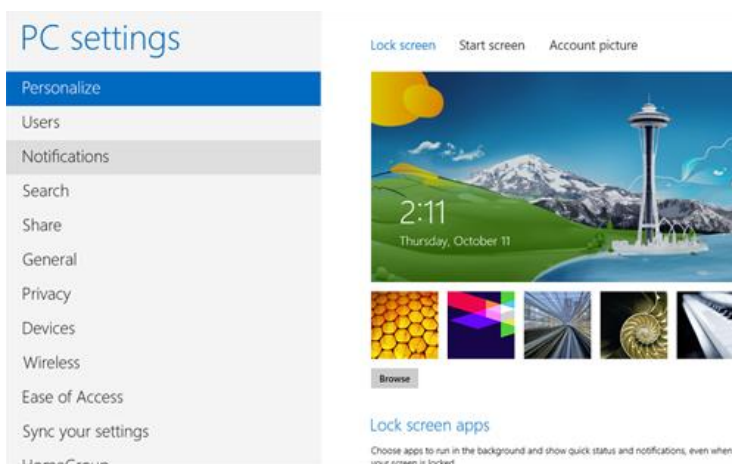 PC settings
Personalize
Users
Notifications
Search
Share
General
Privacy
Devices
Wireless
Ease of Access
Sync your settings
HomeGroup
Lock screen Start screen Account picture
2:11
Thursday, October 11
Browse
Lock screen apps
Choose apps to run in the background and show quick status and notifications, even when
your screen is locked